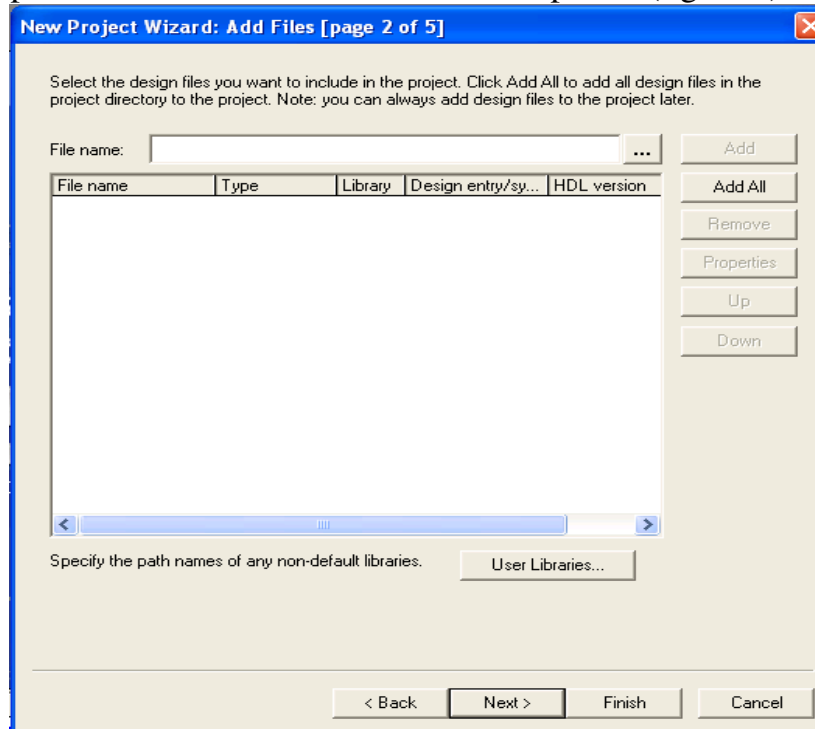 New Project Wizard: Add Files [page 2 of 5]
Select the design files you want to include in the project. Click Add All to add all design files in the
project directory to the project. Note: you can always add design files to the project later.
File name: ... Add
File name Type Library Design entry/sy... HDL version Add All
Remove
Properties
Up
Down
Specify the path names of any non-default libraries. User Libraries...
< Back Next > Finish Cancel